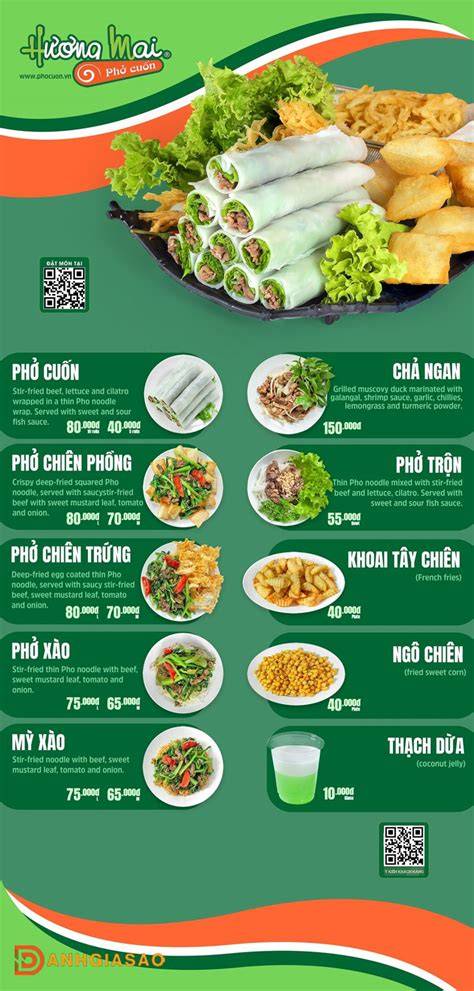 Hương Mai®
Phở cuốn
www.phocuon.vn
ĐẶT MÓN TẠI
PHỞ CUỐN
Stir-fried beef, lettuce and cilatro
wrapped in a thin Pho noodle
wrap. Served with sweet and sour
fish sauce.
80.000đ 40.000đ
CHẢ NGAN
Grilled muscovy duck marinated with
galangal, shrimp sauce, garlic, chillies,
lemongrass and turmeric powder.
150.000đ
PHỞ CHIÊN PHỒNG
Crispy deep-fried squared Pho
noodle, served with saucystir-fried
beef with sweet mustard leaf, tomato
and onion.
80.000đ 70.000đ
PHỞ TRỘN
Thin Pho noodle mixed with stir-fried
beef and lettuce, cilatro. Served with
sweet and sour fish sauce.
55.000đ
PHỞ CHIÊN TRỨNG
Deep-fried egg coated thin Pho
noodle, served with saucy stir-fried
beef, sweet mustard leaf, tomato
and onion.
80.000đ 70.000đ
KHOAI TÂY CHIÊN
(French fries)
40.000đ
PHỞ XÀO
Stir-fried thin Pho noodle with beef,
sweet mustard leaf, tomato and
onion.
75.000đ 65.000đ
NGÔ CHIÊN
(fried sweet corn)
40.000đ
MỲ XÀO
Stir-fried noodle with beef, sweet
mustard leaf, tomato and onion.
75.000đ 65.000đ
THẠCH DỪA
(coconut jelly)
10.000đ
Ý KIẾN KHÁCH HÀNG
DANHGIASAO